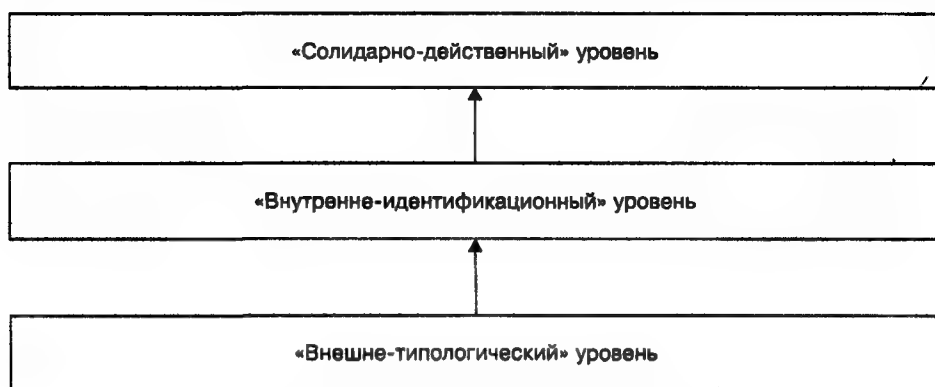 «Солидарно-действенный» уровень
«Внутренне-идентификационный» уровень
«Внешне-типологический» уровень